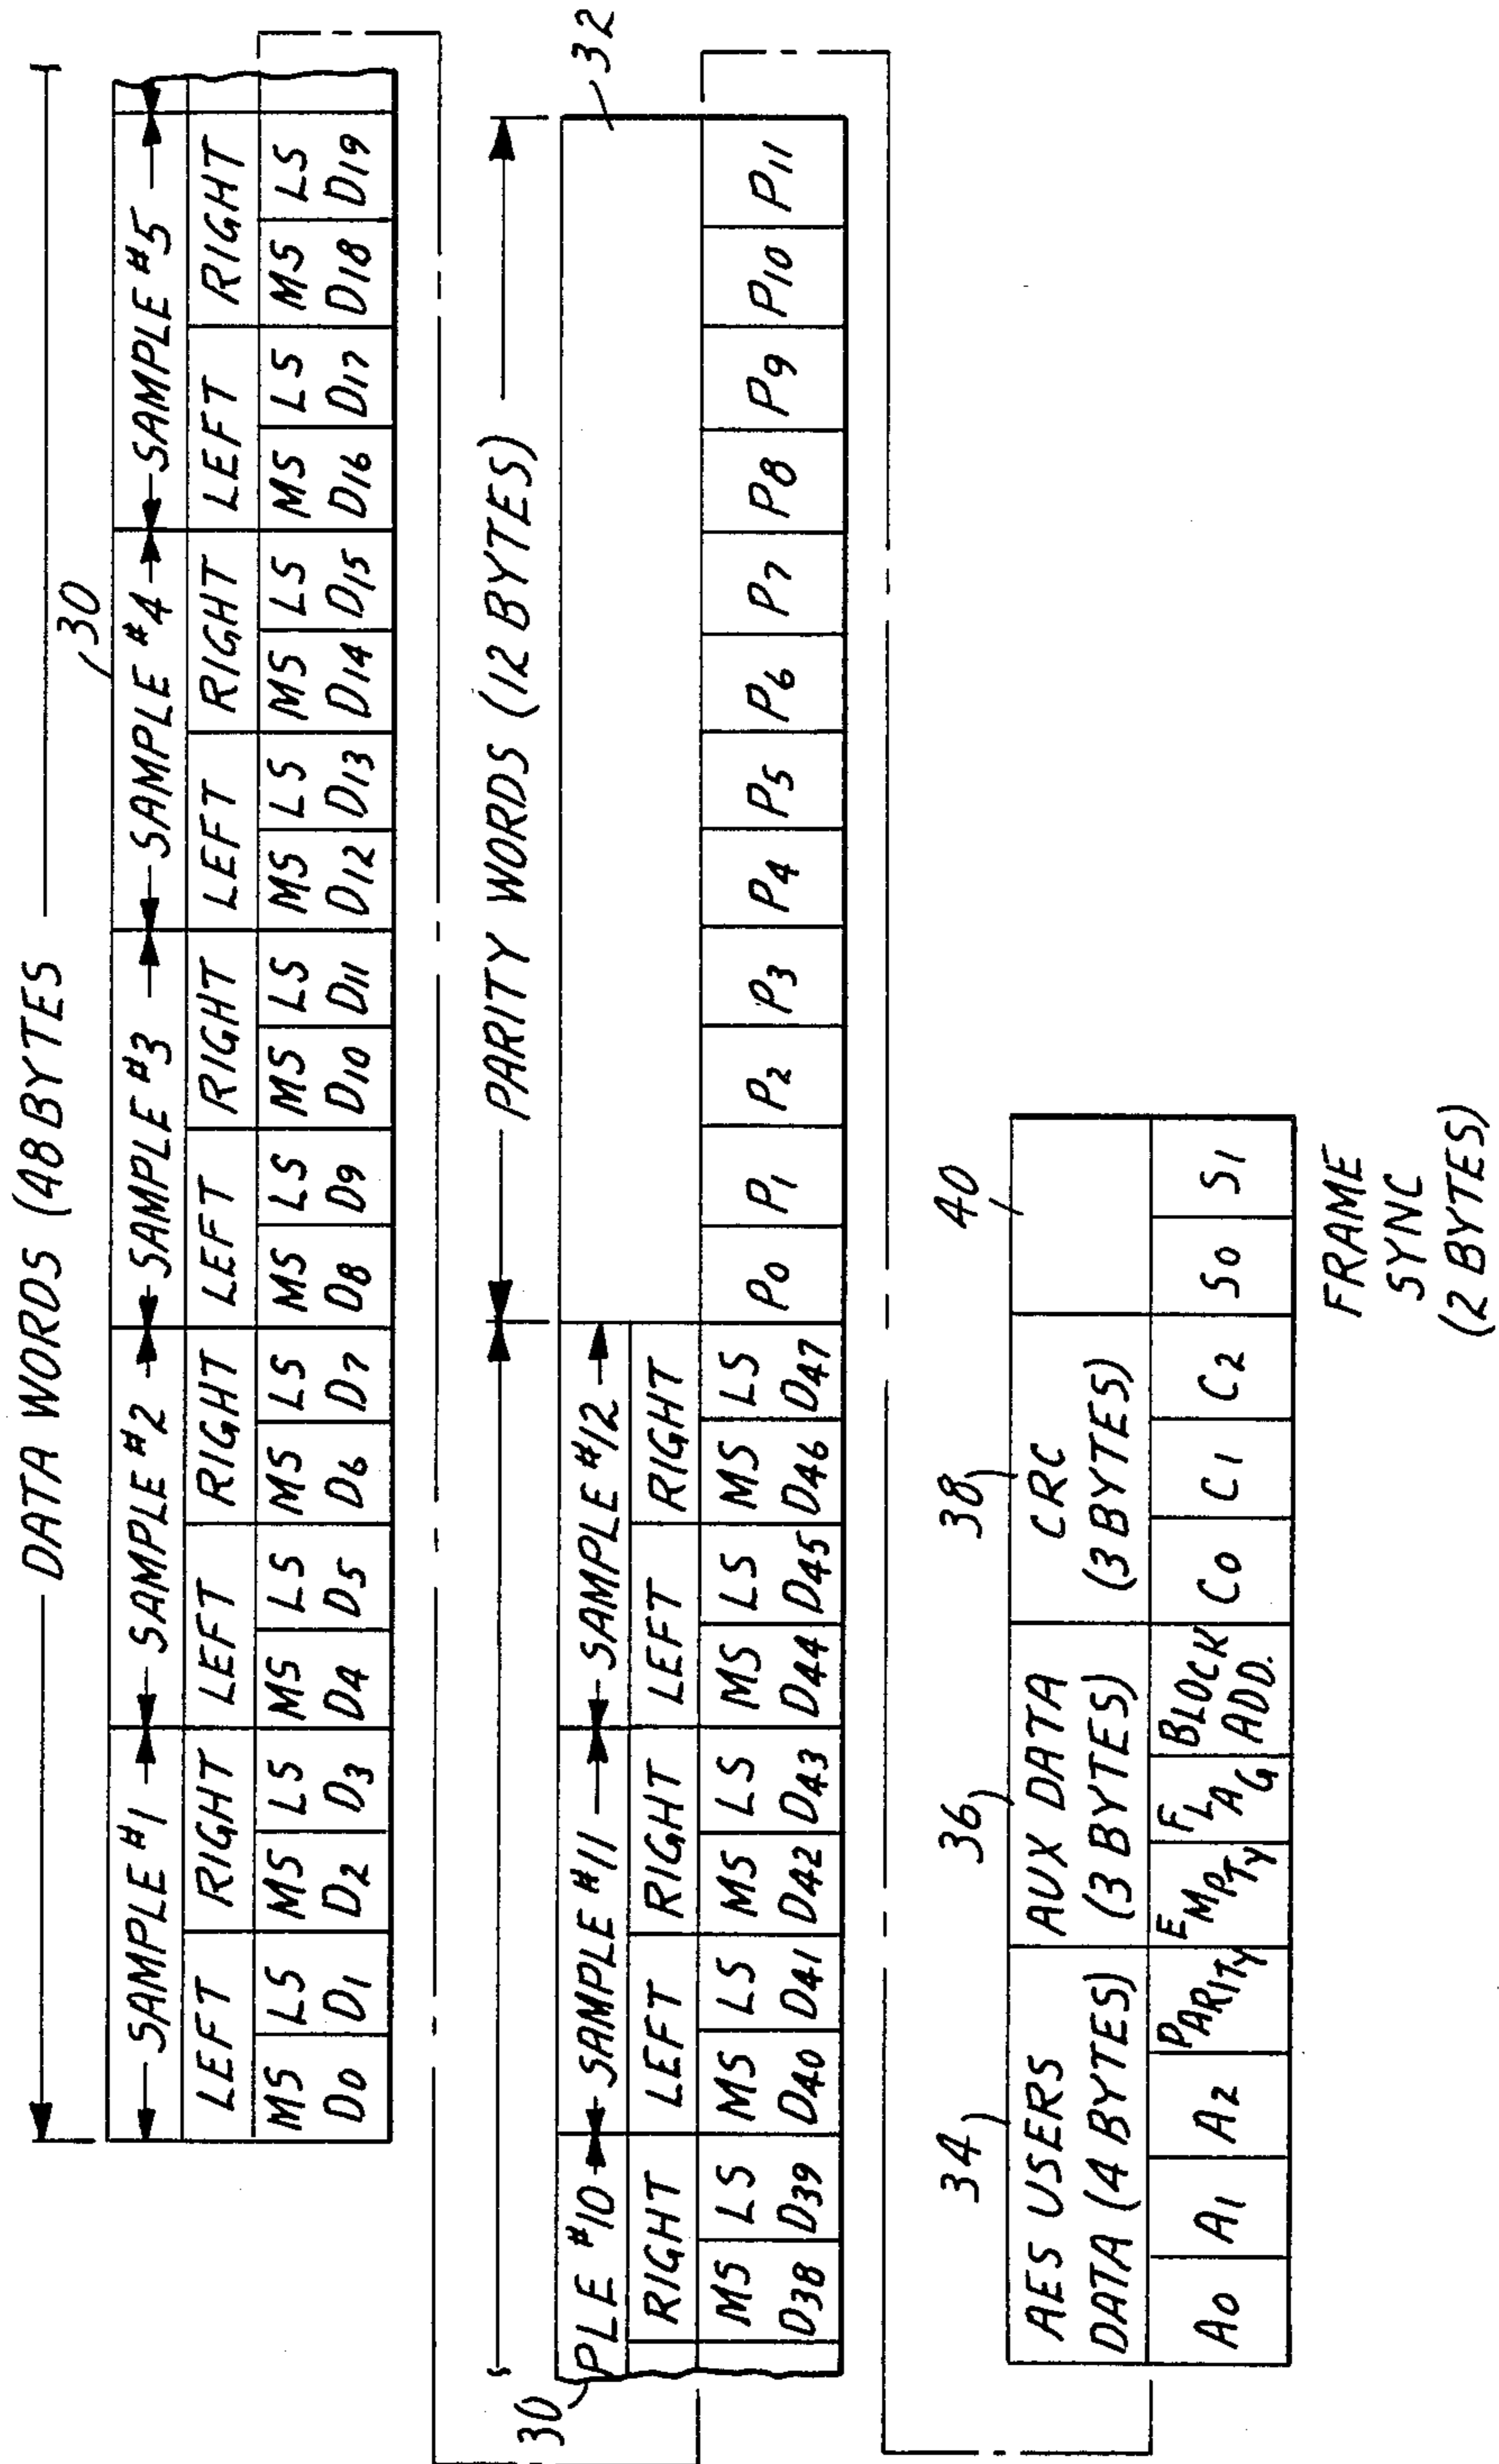 DATA WORDS (48 BYTES
30
SAMPLE #1 SAMPLE #2 SAMPLE #3 SAMPLE #4 SAMPLE #5
LEFT RIGHT LEFT RIGHT LEFT RIGHT LEFT RIGHT LEFT RIGHT
MS LS MS LS MS LS MS LS MS LS MS LS MS LS MS LS MS LS MS LS
D0 D1 D2 D3 D4 D5 D6 D7 D8 D9 D10 D11 D12 D13 D14 D15 D16 D17 D18 D19
PARITY WORDS (12 BYTES)
30
32
PLE #10 SAMPLE #11 SAMPLE #12
RIGHT LEFT RIGHT LEFT RIGHT
MS LS MS LS MS LS MS LS MS LS
D38 D39 D40 D41 D42 D43 D44 D45 D46 D47 P0 P1 P2 P3 P4 P5 P6 P7 P8 P9 P10 P11
34 36 38 40
AES USERS AUX DATA CRC
DATA (4 BYTES) (3 BYTES) (3 BYTES)
A0 A1 A2 PARITY EMPTY FLAG BLOCK ADD. C0 C1 C2 S0 S1
FRAME
SYNC
(2 BYTES)